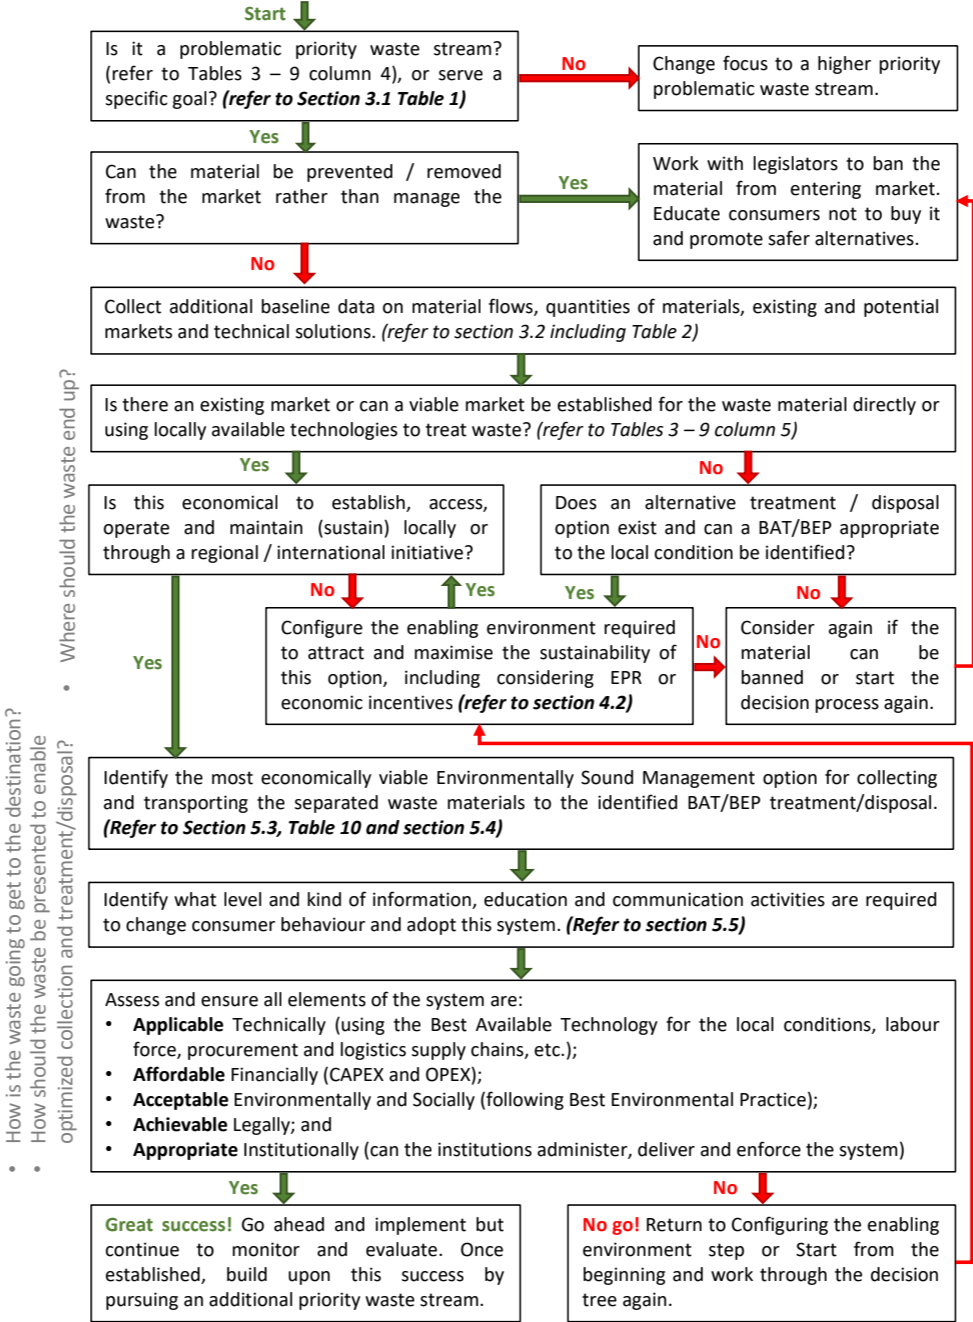 Start
Is it a problematic priority waste stream?
(refer to Tables 3 – 9 column 4), or serve a
specific goal? (refer to Section 3.1 Table 1)
No
Change focus to a higher priority
problematic waste stream.
Yes
Can the material be prevented / removed
from the market rather than manage the
waste?
Yes
Work with legislators to ban the
material from entering market.
Educate consumers not to buy it
and promote safer alternatives.
No
Collect additional baseline data on material flows, quantities of materials, existing and potential
markets and technical solutions. (refer to section 3.2 including Table 2)
Is there an existing market or can a viable market be established for the waste material directly or
using locally available technologies to treat waste? (refer to Tables 3 – 9 column 5)
Yes
No
Is this economical to establish, access,
operate and maintain (sustain) locally or
through a regional / international initiative?
Does an alternative treatment / disposal
option exist and can a BAT/BEP appropriate
to the local condition be identified?
No
Yes
Yes
No
Yes
Configure the enabling environment required
to attract and maximise the sustainability of
this option, including considering EPR or
economic incentives (refer to section 4.2)
No
Consider again if the
material can be
banned or start the
decision process again.
Identify the most economically viable Environmentally Sound Management option for collecting
and transporting the separated waste materials to the identified BAT/BEP treatment/disposal.
(Refer to Section 5.3, Table 10 and section 5.4)
Identify what level and kind of information, education and communication activities are required
to change consumer behaviour and adopt this system. (Refer to section 5.5)
Assess and ensure all elements of the system are:
• Applicable Technically (using the Best Available Technology for the local conditions, labour
force, procurement and logistics supply chains, etc.);
• Affordable Financially (CAPEX and OPEX);
• Acceptable Environmentally and Socially (following Best Environmental Practice);
• Achievable Legally; and
• Appropriate Institutionally (can the institutions administer, deliver and enforce the system)
Yes
No
Great success! Go ahead and implement but
continue to monitor and evaluate. Once
established, build upon this success by
pursuing an additional priority waste stream.
No go! Return to Configuring the enabling
environment step or Start from the
beginning and work through the decision
tree again.
• Where should the waste end up?
• How is the waste going to get to the destination?
• How should the waste be presented to enable
optimized collection and treatment/disposal?